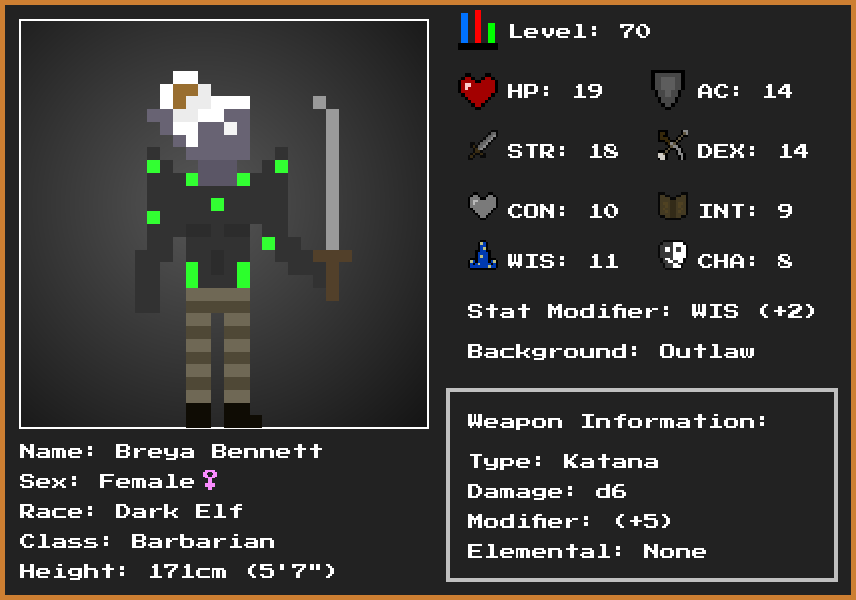 Level: 70
HP: 19
AC: 14
STR: 18
DEX: 14
CON: 10
INT: 9
WIS: 11
CHA: 8
Stat Modifier: WIS (+2)
Background: Outlaw
Name: Breya Bennett
Sex: Female♀
Race: Dark Elf
Class: Barbarian
Height: 171cm (5'7")
Weapon Information:
Type: Katana
Damage: d6
Modifier: (+5)
Elemental: None